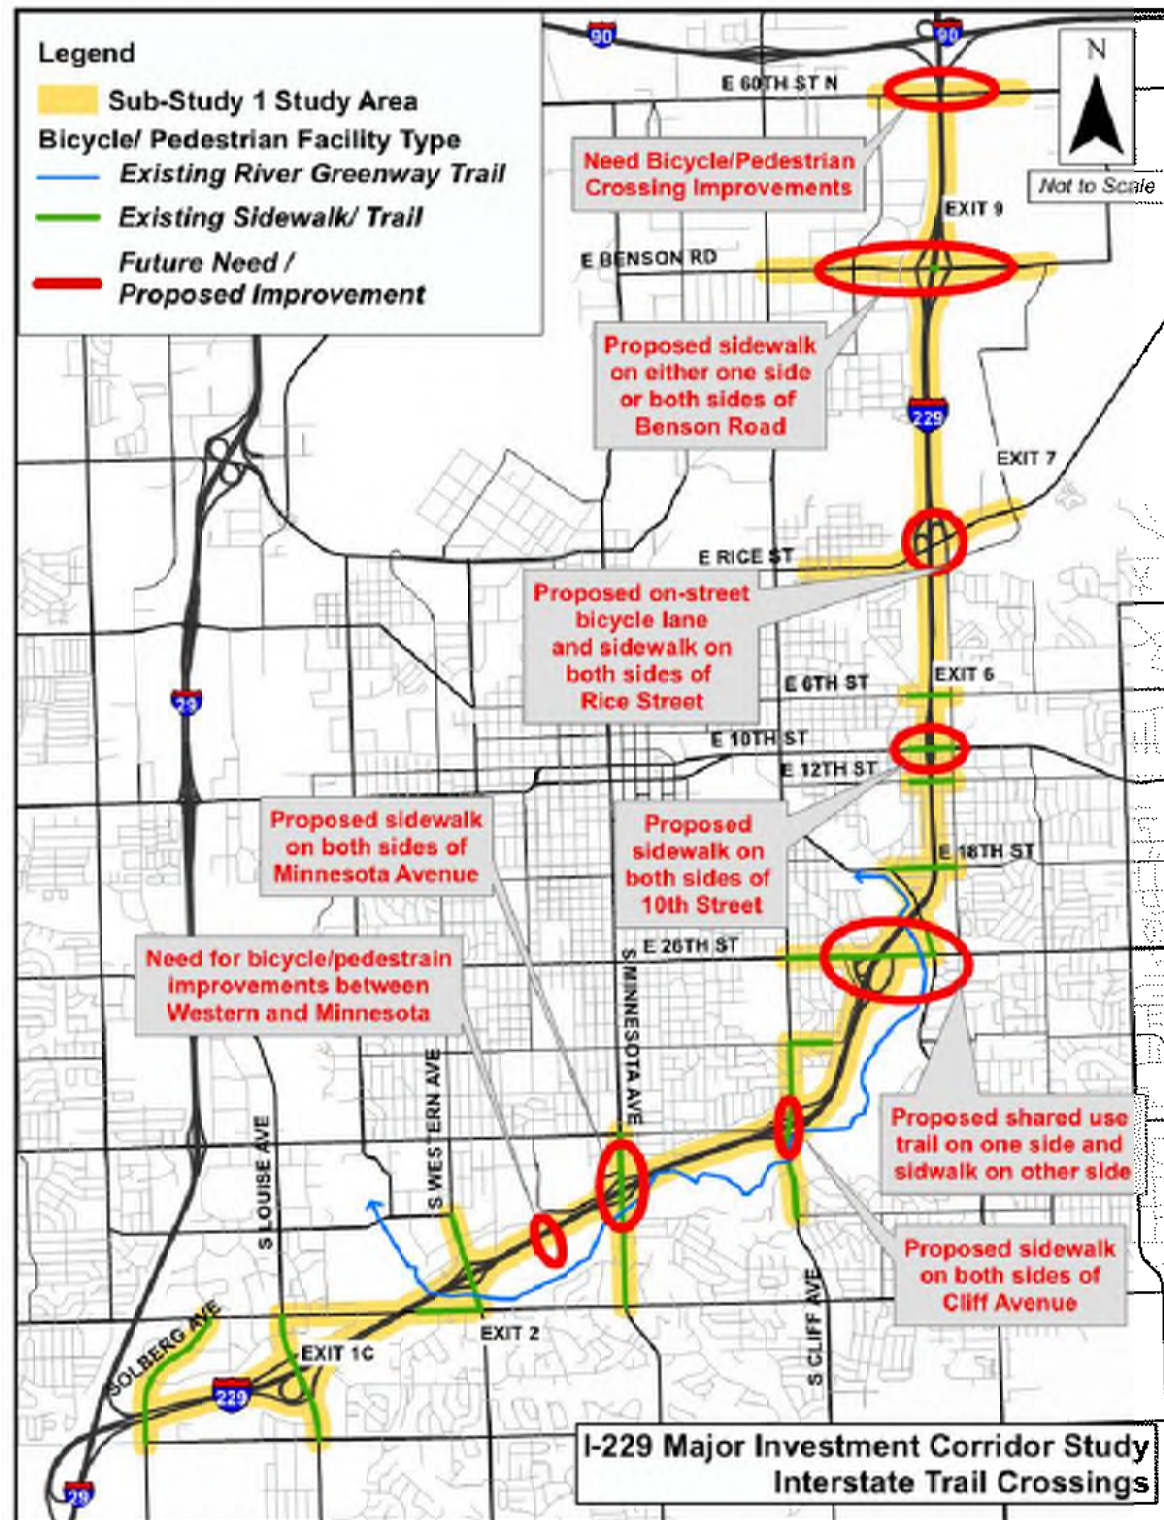 Legend
Sub-Study 1 Study Area
Bicycle/ Pedestrian Facility Type
Existing River Greenway Trail
Existing Sidewalk/ Trail
Future Need /
Proposed Improvement
90
90
N
Not to Scale
E 60TH ST N
Need Bicycle/Pedestrian
Crossing Improvements
EXIT 9
E BENSON RD
Proposed sidewalk
on either one side
or both sides of
Benson Road
229
EXIT 7
E RICE ST
Proposed on-street
bicycle lane
and sidewalk on
both sides of
Rice Street
EXIT 6
E 6TH ST
29
E 10TH ST
E 12TH ST
Proposed sidewalk
on both sides of
Minnesota Avenue
Proposed
sidewalk on
both sides of
10th Street
E 18TH ST
E 26TH ST
Need for bicycle/pedestrain
improvements between
Western and Minnesota
S MINNESOTA AVE
S WESTERN AVE
S LOUISE AVE
Proposed shared use
trail on one side and
sidwalk on other side
Proposed sidewalk
on both sides of
Cliff Avenue
S CLIFF AVE
SOLBERG AVE
EXIT 2
EXIT 1C
229
29
I-229 Major Investment Corridor Study
Interstate Trail Crossings